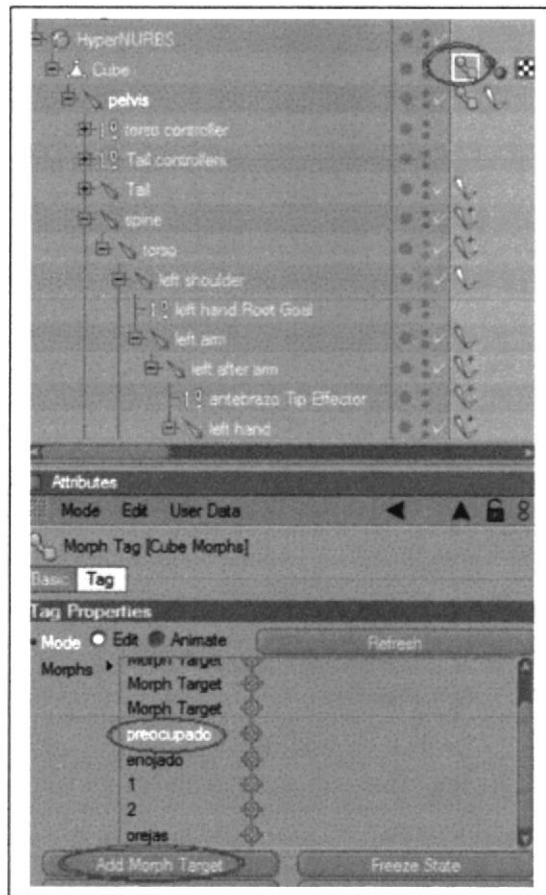 HyperNURBS
Cube
pelvis
torso controller
Tail controllers
Tail
spine
torso
left shoulder
left hand Root Goal
left arm
left after arm
antebrazo Tip Effector
left hand
Attributes
Mode Edit User Data
Morph Tag [Cube Morphs]
Basic Tag
Tag Properties
Mode Edit Animate Refresh
Morphs Morph Target
Morph Target
Morph Target
preocupado
enojado
1
2
orejas
Add Morph Target Freeze State